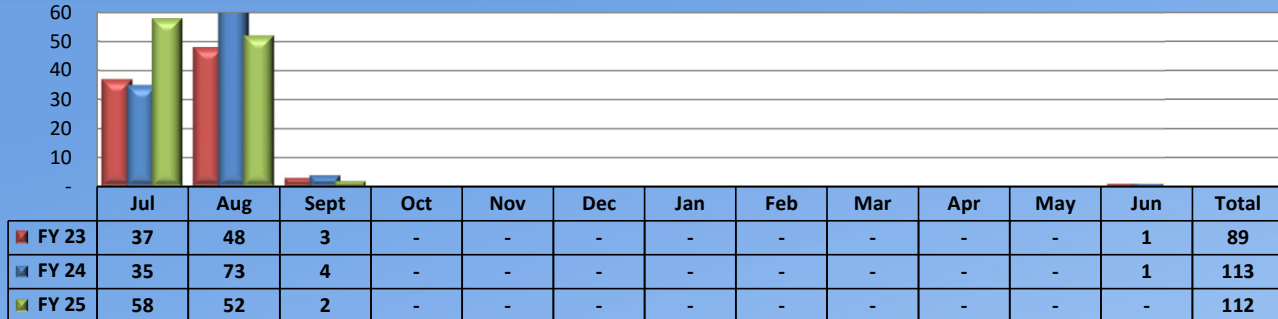 60
50
40
30
20
10
-
Jul Aug Sept Oct Nov Dec Jan Feb Mar Apr May Jun Total
FY 23 37 48 3 - - - - - - - - 1 89
FY 24 35 73 4 - - - - - - - - 1 113
FY 25 58 52 2 - - - - - - - - - 112